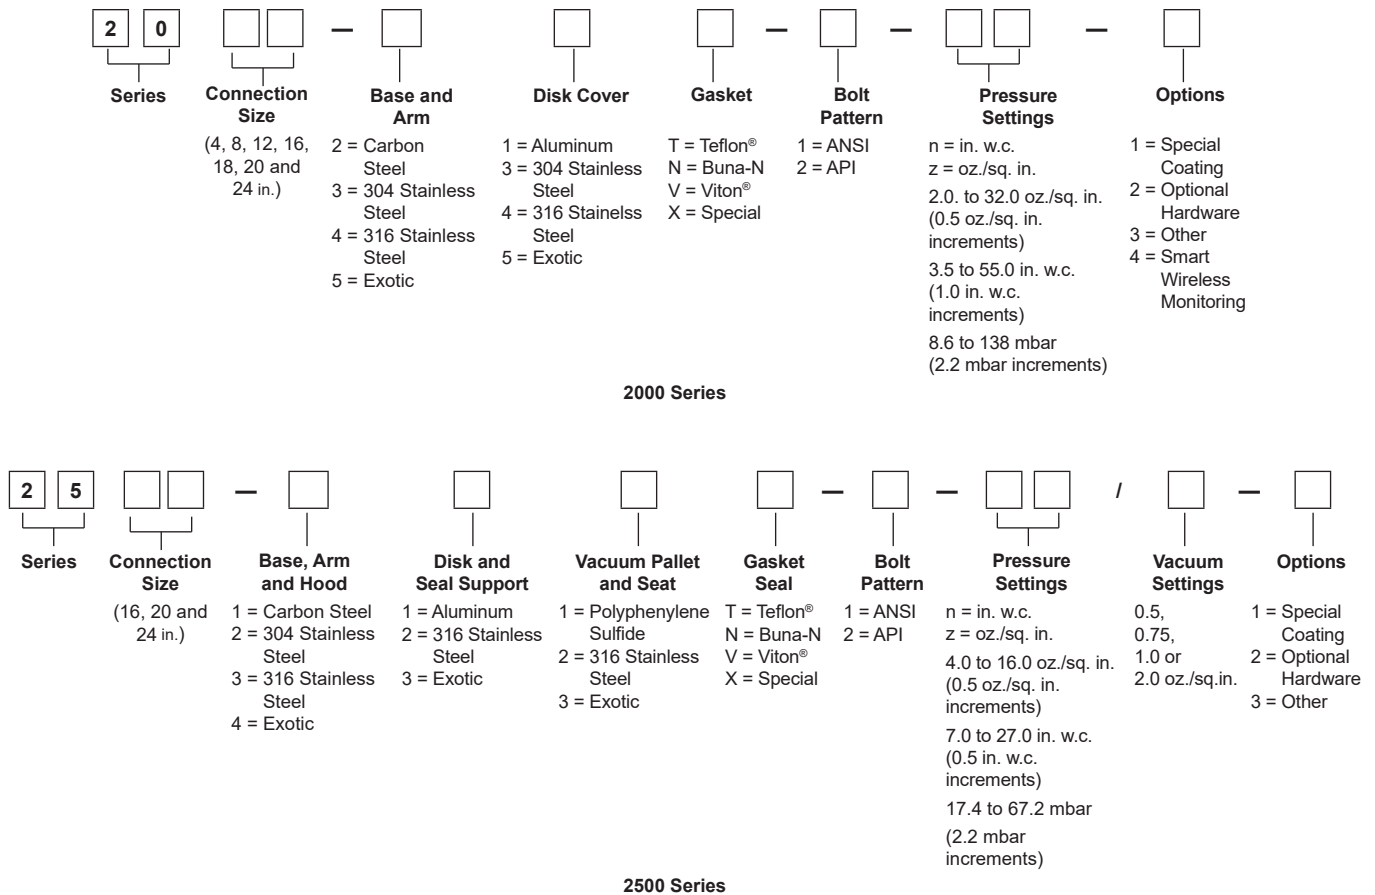 2 0 — — — —
Series
Connection
Size
(4, 8, 12, 16,
18, 20 and
24 in.)
Base and
Arm
2 = Carbon
Steel
3 = 304 Stainless
Steel
4 = 316 Stainless
Steel
5 = Exotic
Disk Cover
1 = Aluminum
3 = 304 Stainless
Steel
4 = 316 Stainelss
Steel
5 = Exotic
Gasket
T = Teflon®
N = Buna-N
V = Viton®
X = Special
Bolt
Pattern
1 = ANSI
2 = API
Pressure
Settings
n = in. w.c.
z = oz./sq. in.
2.0. to 32.0 oz./sq. in.
(0.5 oz./sq. in.
increments)
3.5 to 55.0 in. w.c.
(1.0 in. w.c.
increments)
8.6 to 138 mbar
(2.2 mbar increments)
Options
1 = Special
Coating
2 = Optional
Hardware
3 = Other
4 = Smart
Wireless
Monitoring
2000 Series
2 5 — — — / —
Series
Connection
Size
(16, 20 and
24 in.)
Base, Arm
and Hood
1 = Carbon Steel
2 = 304 Stainless
Steel
3 = 316 Stainless
Steel
4 = Exotic
Disk and
Seal Support
1 = Aluminum
2 = 316 Stainless
Steel
3 = Exotic
Vacuum Pallet
and Seat
1 = Polyphenylene
Sulfide
2 = 316 Stainless
Steel
3 = Exotic
Gasket
Seal
T = Teflon®
N = Buna-N
V = Viton®
X = Special
Bolt
Pattern
1 = ANSI
2 = API
Pressure
Settings
n = in. w.c.
z = oz./sq. in.
4.0 to 16.0 oz./sq. in.
(0.5 oz./sq. in.
increments)
7.0 to 27.0 in. w.c.
(0.5 in. w.c.
increments)
17.4 to 67.2 mbar
(2.2 mbar
increments)
Vacuum
Settings
0.5,
0.75,
1.0 or
2.0 oz./sq.in.
Options
1 = Special
Coating
2 = Optional
Hardware
3 = Other
2500 Series